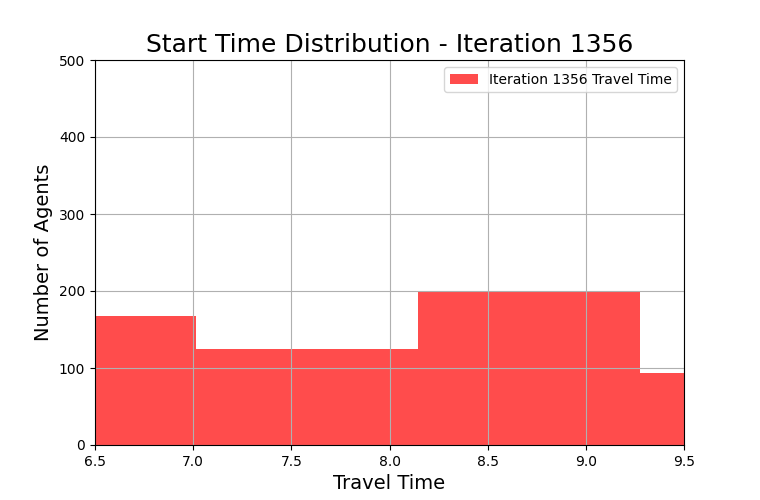 Start Time Distribution - Iteration 1356
Iteration 1356 Travel Time
Number of Agents
500
400
300
200
100
0
6.5 7.0 7.5 8.0 8.5 9.0 9.5
Travel Time